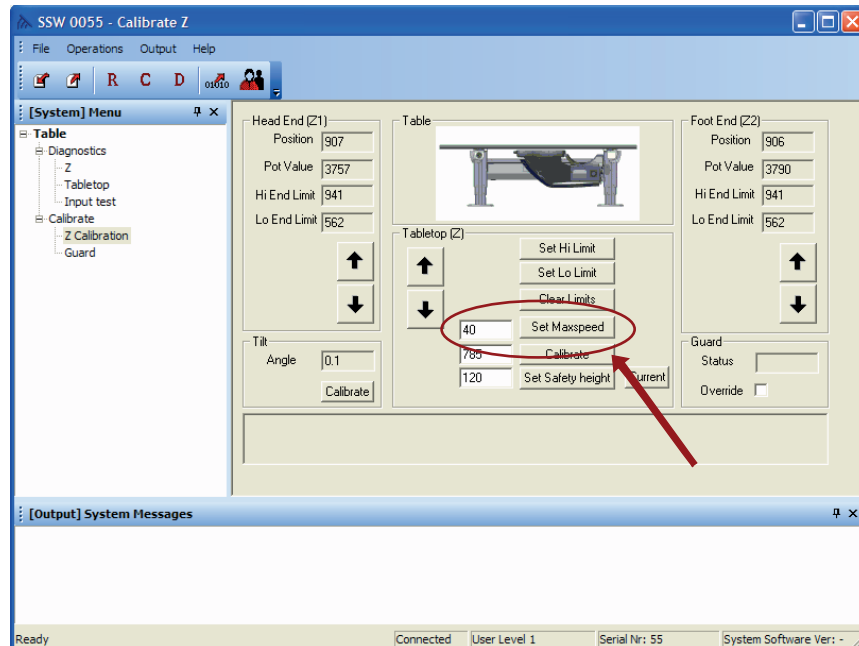 SSW 0055 - Calibrate Z
File Operations Output Help
R C D 01010
[System] Menu
Table
Diagnostics
Z
Tabletop
Input test
Calibrate
Z Calibration
Guard
Head End (Z1)
Position 907
Pot Value 3757
Hi End Limit 941
Lo End Limit 562
Tilt
Angle 0.1
Calibrate
Table
Tabletop (Z)
Set Hi Limit
Set Lo Limit
Clear Limits
40 Set Maxspeed
785 Calibrate
120 Set Safety height Current
Foot End (Z2)
Position 906
Pot Value 3790
Hi End Limit 941
Lo End Limit 562
Guard
Status
Override
[Output] System Messages
Ready Connected User Level 1 Serial Nr: 55 System Software Ver: -